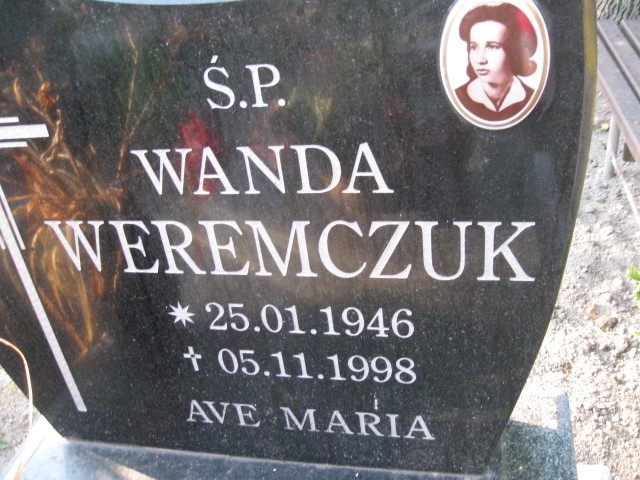 Ś.P.
WANDA
WEREMCZUK
✷ 25.01.1946
✝ 05.11.1998
AVE MARIA